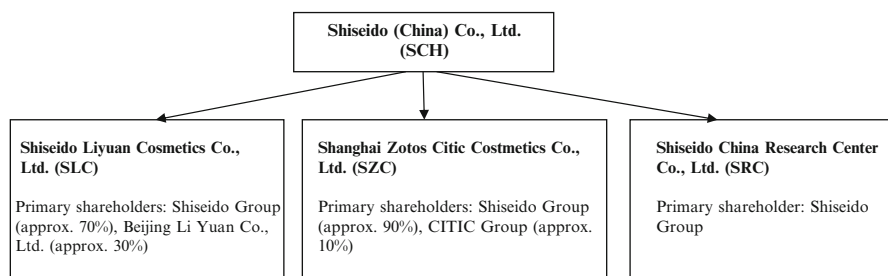 Shiseido (China) Co., Ltd.
(SCH)
Shiseido Liyuan Cosmetics Co.,
Ltd. (SLC)
Primary shareholders: Shiseido Group
(approx. 70%), Beijing Li Yuan Co.,
Ltd. (approx. 30%)
Shanghai Zotos Citic Costmetics Co.,
Ltd. (SZC)
Primary shareholders: Shiseido Group
(approx. 90%), CITIC Group (approx.
10%)
Shiseido China Research Center
Co., Ltd. (SRC)
Primary shareholder: Shiseido
Group